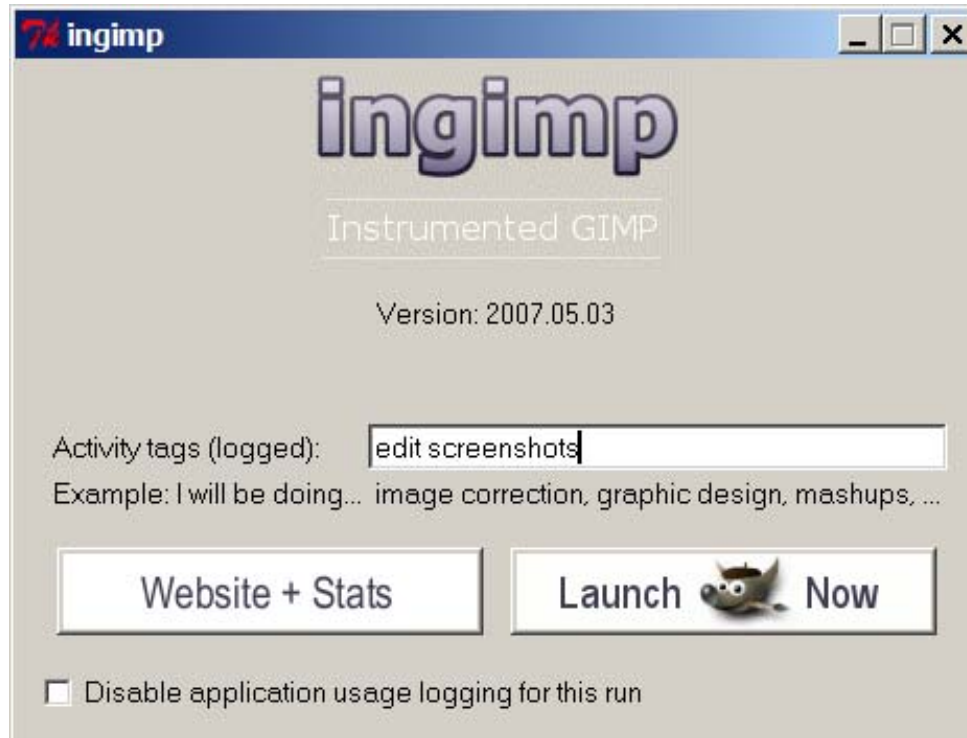 ingimp
ingimp
Instrumented GIMP
Version: 2007.05.03
Activity tags (logged): edit screenshots
Example: I will be doing... image correction, graphic design, mashups, ...
Website + Stats Launch Now
Disable application usage logging for this run